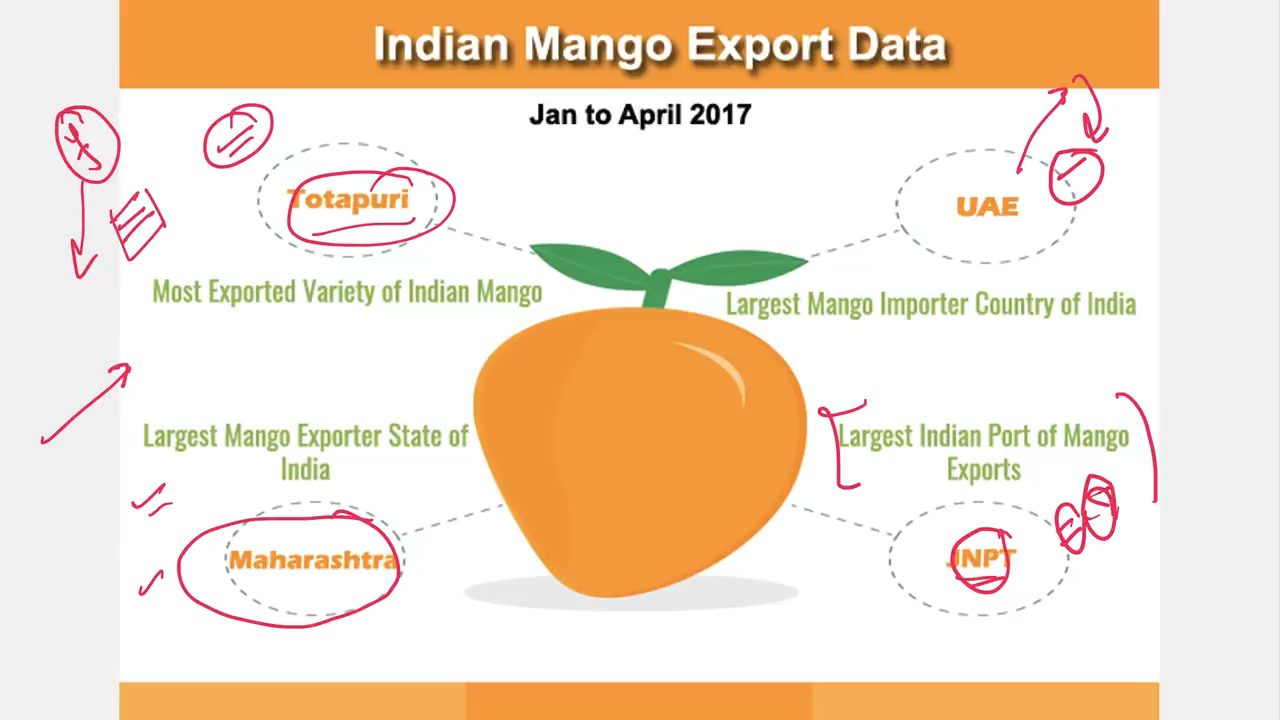 Indian Mango Export Data
Jan to April 2017
Totapuri
UAE
Most Exported Variety of Indian Mango
Largest Mango Importer Country of India
Largest Mango Exporter State of
India
Largest Indian Port of Mango
Exports
Maharashtra
JNPT